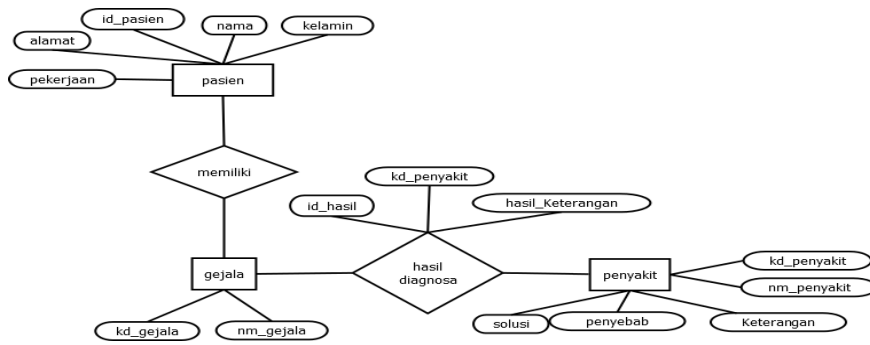 id_pasien
nama
kelamin
alamat
pekerjaan
pasien
memiliki
kd_penyakit
id_hasil
hasil_Keterangan
gejala
hasil
diagnosa
penyakit
kd_penyakit
nm_penyakit
kd_gejala
nm_gejala
solusi
penyebab
Keterangan